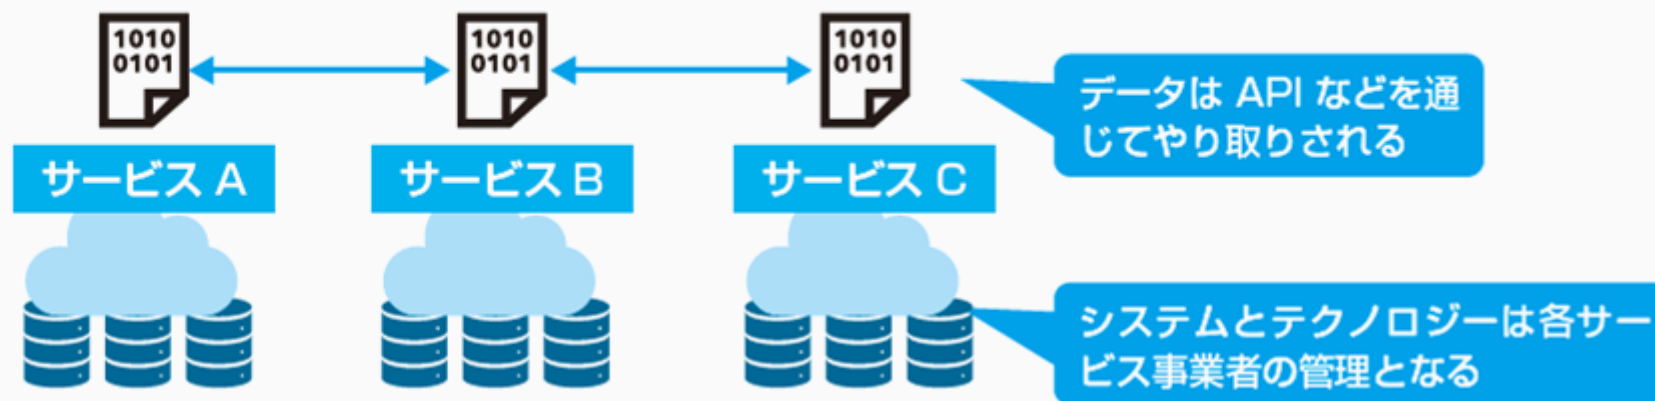 1010
0101
1010
0101
1010
0101
データは API などを通
じてやり取りされる
サービス A
サービス B
サービス C
システムとテクノロジーは各サー
ビス事業者の管理となる